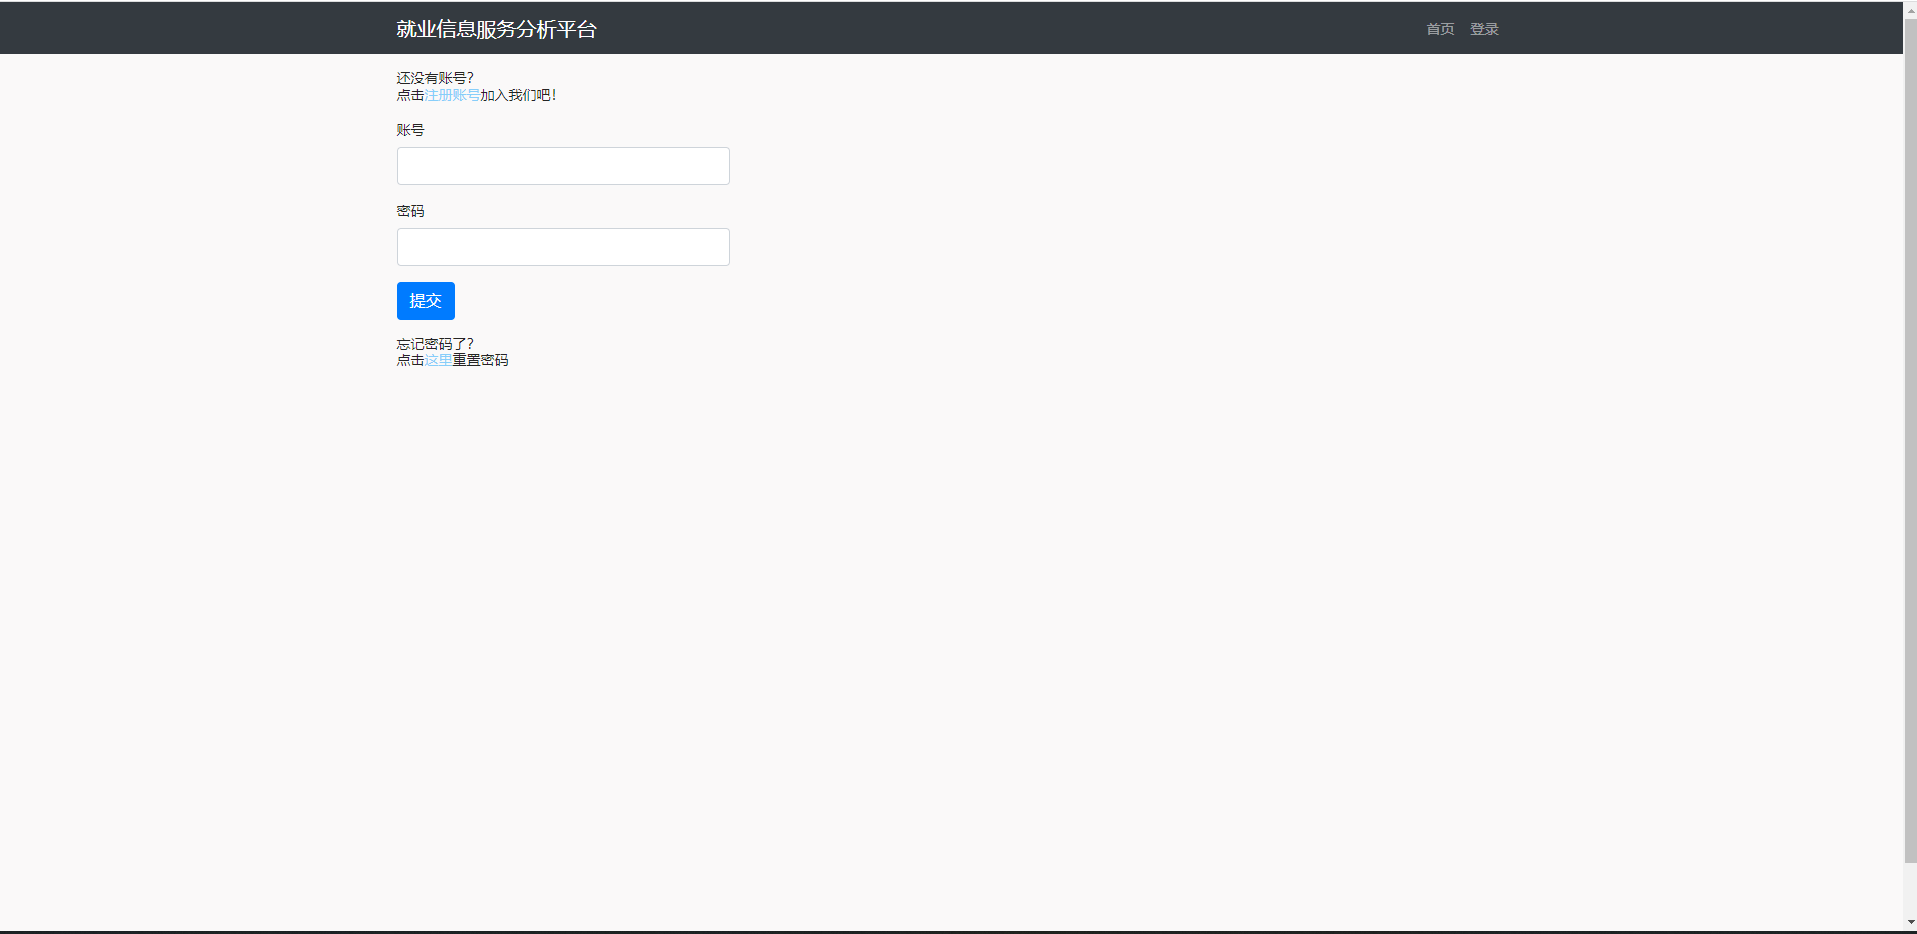 就业信息服务分析平台
首页 登录
还没有账号?
点击注册账号加入我们吧!
账号
密码
提交
忘记密码了?
点击这里重置密码